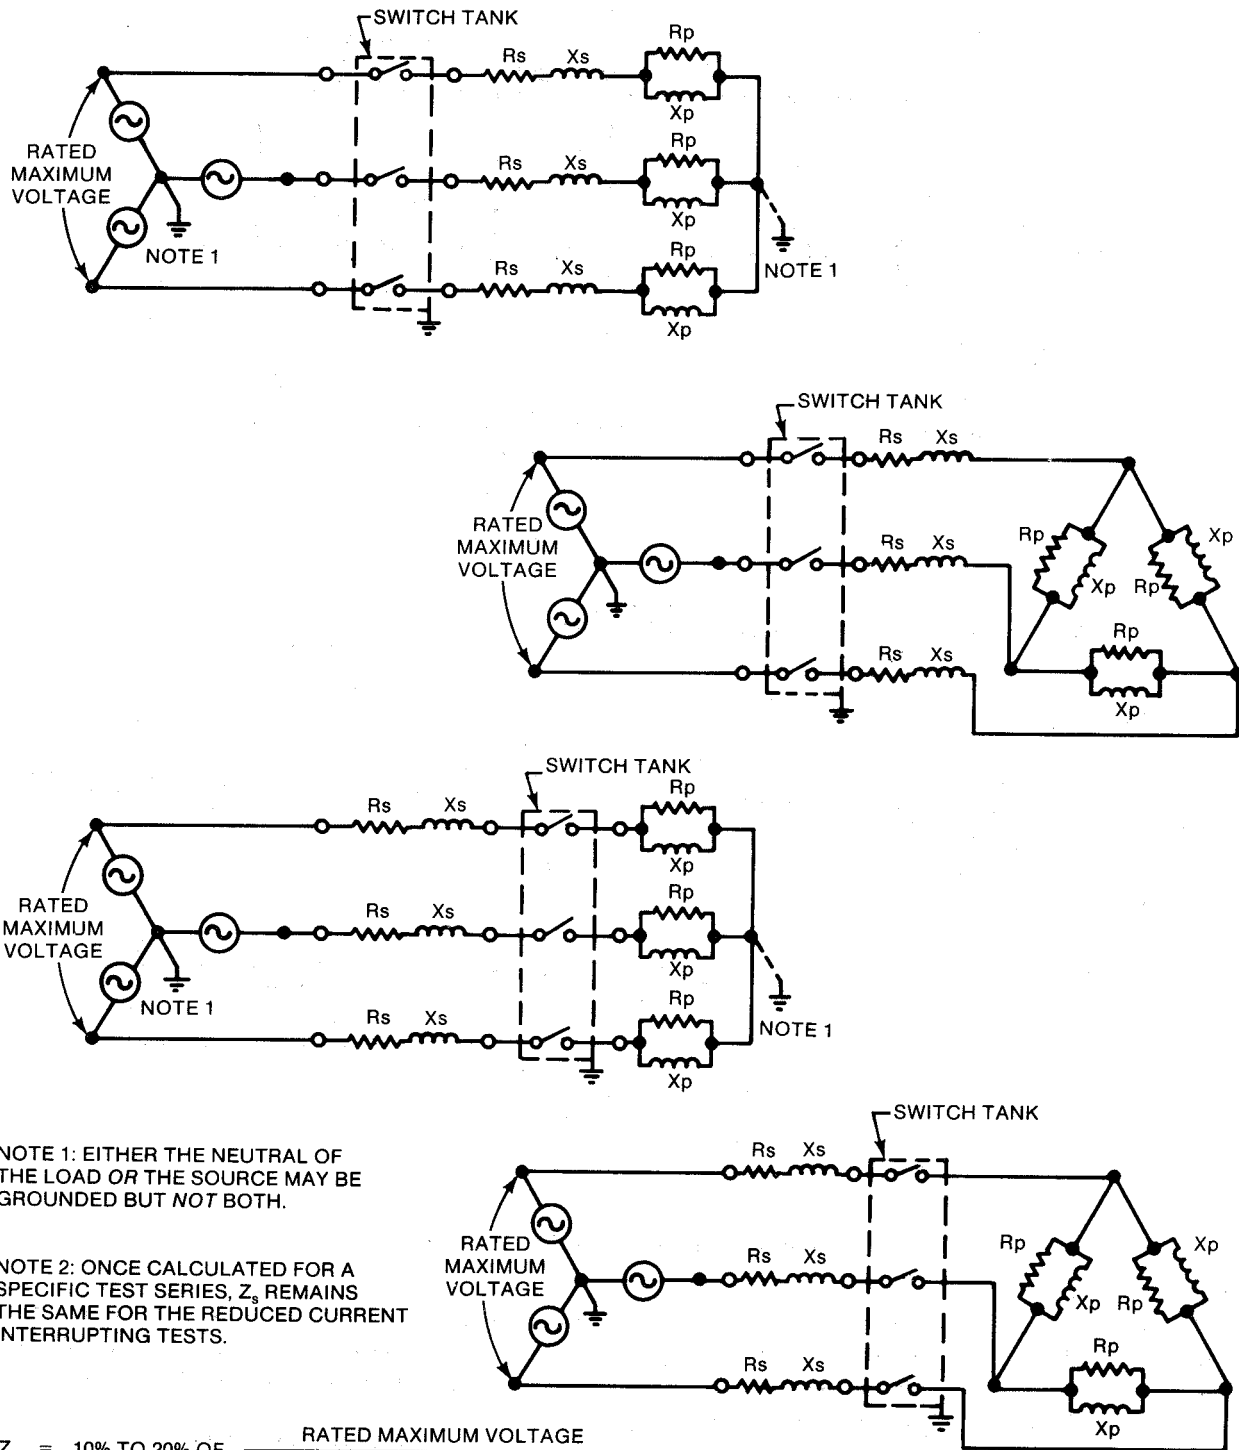 SWITCH TANK
Rs Xs Rp
Xp
RATED
MAXIMUM
VOLTAGE
Rs Xs Rp
Xp
NOTE 1
Rs Xs Rp
Xp
NOTE 1
SWITCH TANK
Rs Xs
RATED
MAXIMUM
VOLTAGE
Rs Xs
Rp Xp Rp Xp
Rs Xs
Rp
Xp
SWITCH TANK
Rs Xs Rp
Xp
RATED
MAXIMUM
VOLTAGE
Rs Xs Rp
Xp
NOTE 1
Rs Xs Rp
Xp
NOTE 1
SWITCH TANK
Rs Xs
RATED
MAXIMUM
VOLTAGE
Rs Xs
Rp Xp Rp Xp
Rs Xs
Rp
Xp
NOTE 1: EITHER THE NEUTRAL OF
THE LOAD OR THE SOURCE MAY BE
GROUNDED BUT NOT BOTH.
NOTE 2: ONCE CALCULATED FOR A
SPECIFIC TEST SERIES, Zs REMAINS
THE SAME FOR THE REDUCED CURRENT
INTERRUPTING TESTS.
= 10% TO 20% OF RATED MAXIMUM VOLTAGE